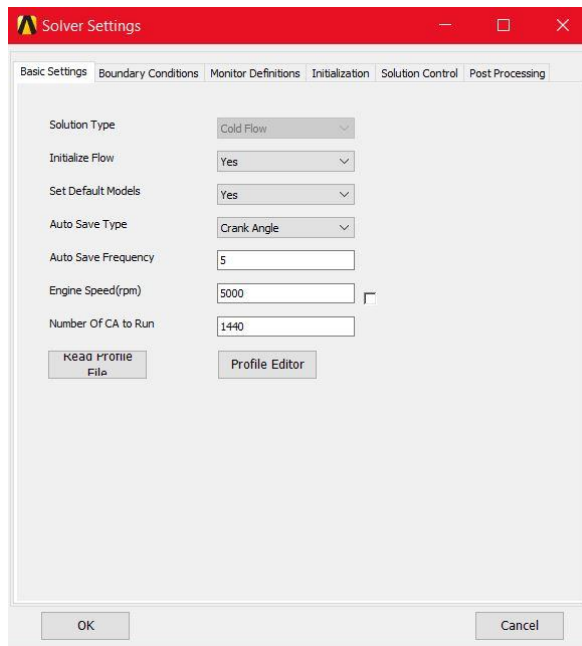 Solver Settings
Basic Settings Boundary Conditions Monitor Definitions Initialization Solution Control Post Processing
Solution Type Cold Flow
Initialize Flow Yes
Set Default Models Yes
Auto Save Type Crank Angle
Auto Save Frequency 5
Engine Speed(rpm) 5000
Number Of CA to Run 1440
Read Profile
File Profile Editor
OK Cancel